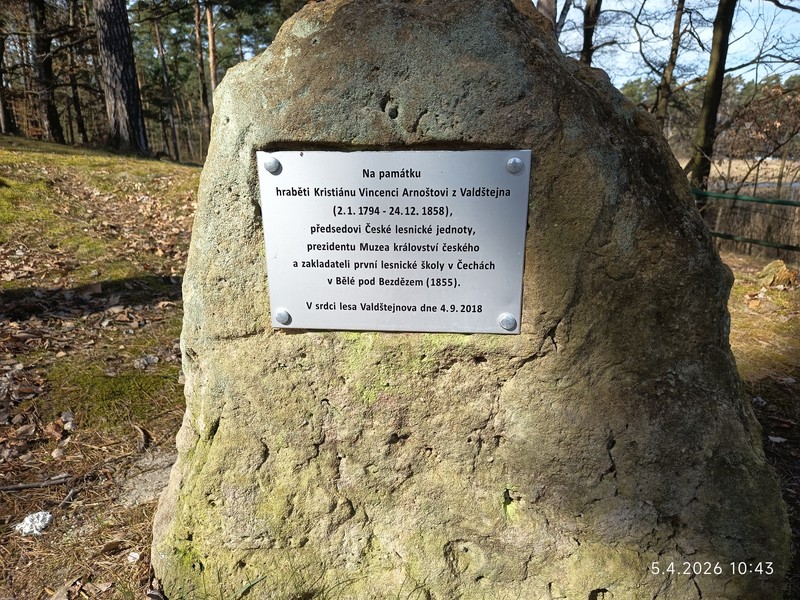 Na památku
hraběti Kristiánu Vincenci Arnoštovi z Valdštejna
(2.1. 1794 - 24.12. 1858),
předsedovi České lesnické jednoty,
prezidentu Muzea království českého
a zakladateli první lesnické školy v Čechách
v Bělé pod Bezdězem (1855).
V srdci lesa Valdštejnova dne 4.9.2018
5.4.2026 10:43